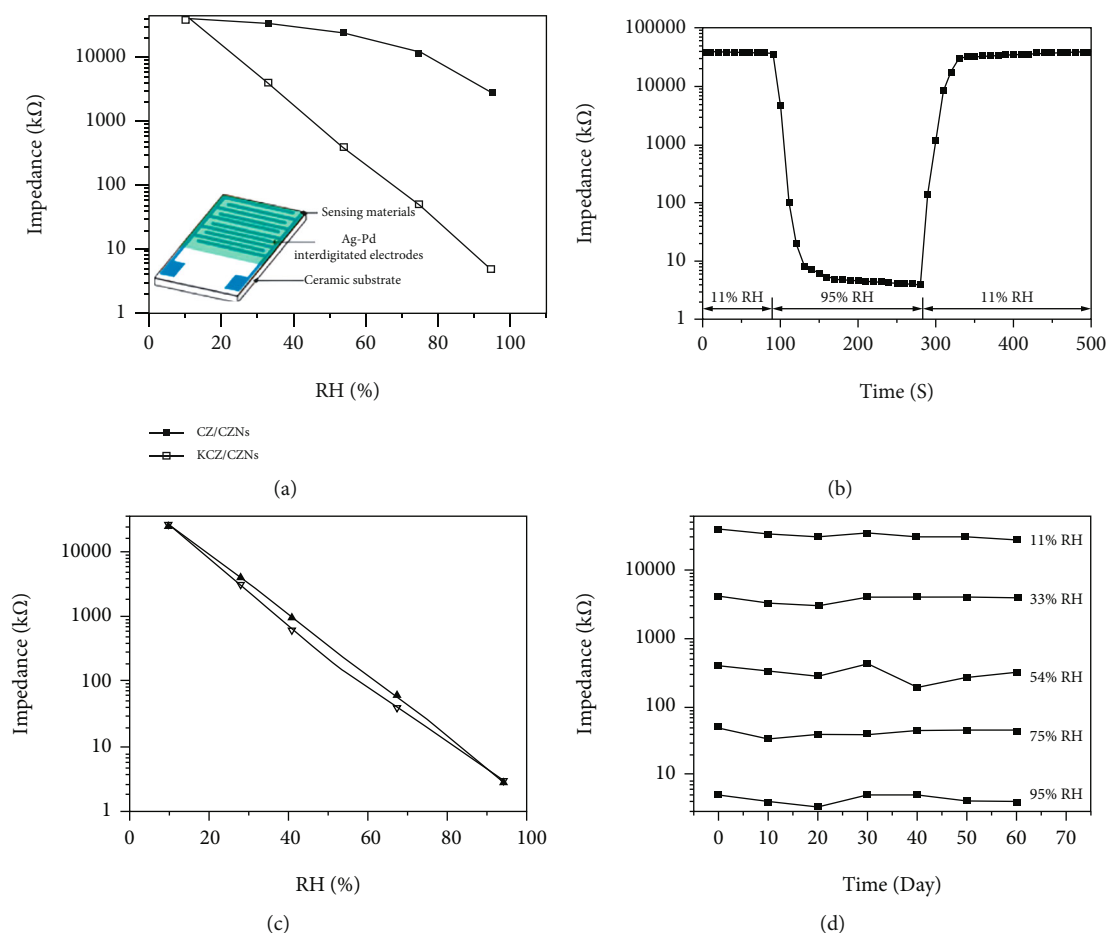 Impedance (kΩ)
10000
1000
100
10
1
Sensing materials
Ag-Pd
interdigitated electrodes
Ceramic substrate
0 20 40 60 80 100
RH (%)
CZ/CZNs
KCZ/CZNs
(a)
Impedance (kΩ)
100000
10000
1000
100
10
1
11% RH 95% RH 11% RH
0 100 200 300 400 500
Time (S)
(b)
Impedance (kΩ)
10000
1000
100
10
1
0 20 40 60 80 100
RH (%)
(c)
Impedance (kΩ)
10000
1000
100
10
11% RH
33% RH
54% RH
75% RH
95% RH
0 10 20 30 40 50 60 70
Time (Day)
(d)